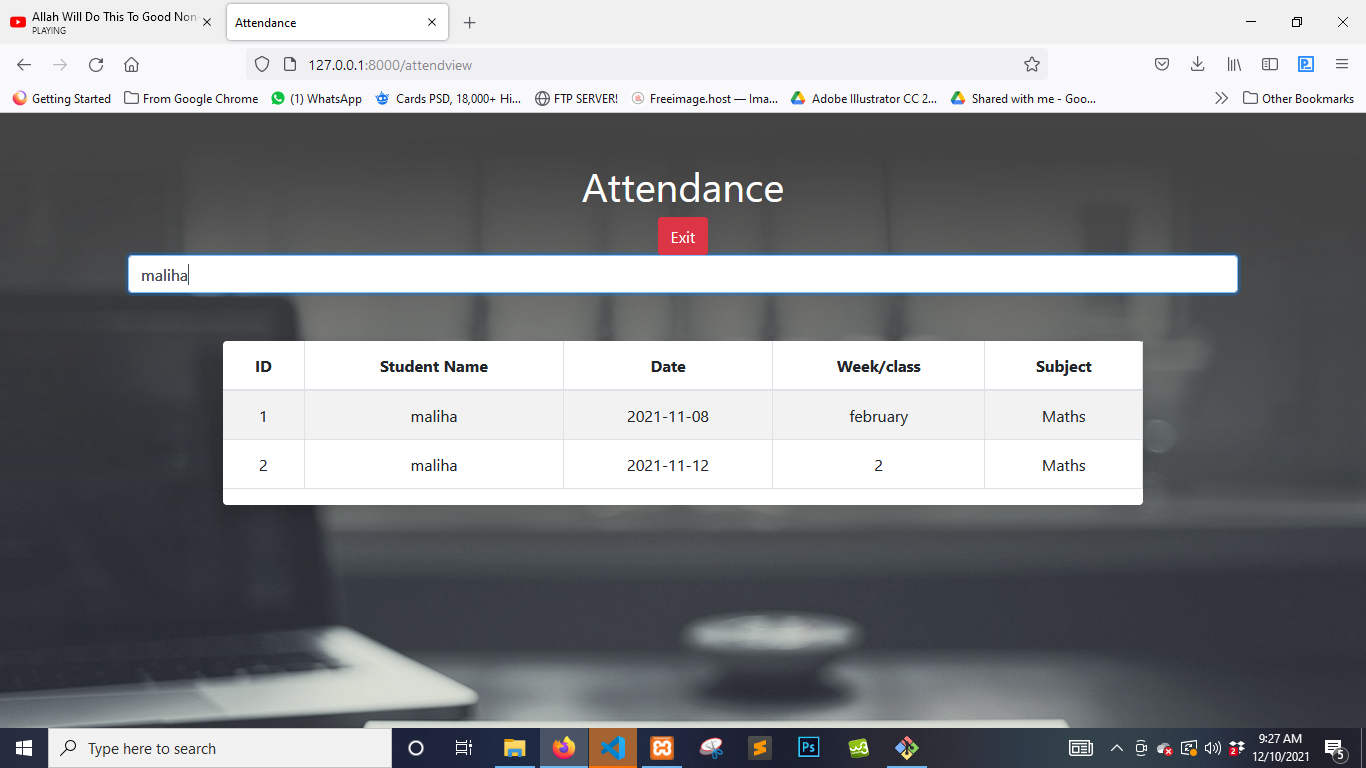 Allah Will Do This To Good Non-
PLAYING
Attendance
127.0.0.1:8000/attendview
Getting Started From Google Chrome (1) WhatsApp Cards PSD, 18,000+ Hi... FTP SERVER! Freeimage.host — Ima... Adobe Illustrator CC 2... Shared with me - Goo... Other Bookmarks
Attendance
Exit
maliha
ID Student Name Date Week/class Subject
1 maliha 2021-11-08 february Maths
2 maliha 2021-11-12 2 Maths
Type here to search
Ps
9:27 AM
12/10/2021
2
5